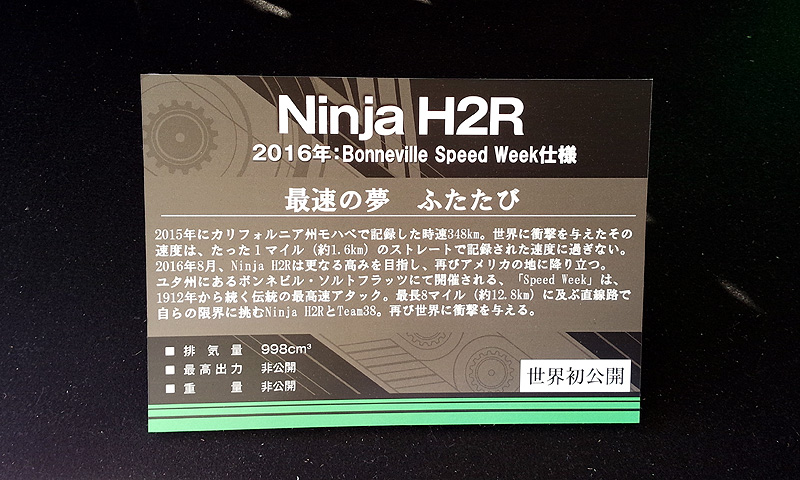 Ninja H2R
2016年:Bonneville Speed Week仕様
最速の夢　ふたたび
2015年にカリフォルニア州モハベで記録した時速348km。世界に衝撃を与えたその
速度は、たった1マイル（約1.6km）のストレートで記録された速度に過ぎない。
2016年8月、Ninja H2Rは更なる高みを目指し、再びアメリカの地に降り立つ。
ユタ州にあるボンネビル・ソルトフラッツにて開催される、「Speed Week」は、
1912年から続く伝統の最高速アタック。最長8マイル（約12.8km）に及ぶ直線路で
自らの限界に挑むNinja H2RとTeam38。再び世界に衝撃を与える。
■ 排気量　998cm³
■ 最高出力　非公開
■ 重量　非公開
世界初公開